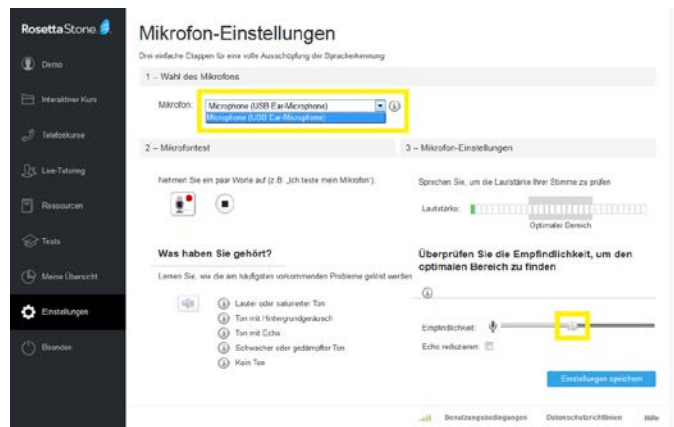 RosettaStone
Demo
Interaktiver Kurs
Telefonkurse
Live-Tutoring
Ressourcen
Tests
Meine Übersicht
Einstellungen
Beenden
Mikrofon-Einstellungen
Drei einfache Etappen für eine volle Ausschöpfung der Spracherkennung
1 – Wahl des Mikrofons
Mikrofon:
Microphone (USB Ear-Microphone)
Microphone (USB Ear-Microphone)
2 – Mikrofontest
Nehmen Sie ein paar Worte auf (z.B. „Ich teste mein Mikrofon“).
Was haben Sie gehört?
Lernen Sie, wie die am häufigsten vorkommenden Probleme gelöst werden
Lauter oder saturierter Ton
Ton mit Hintergrundgeräusch
Ton mit Echo
Schwacher oder gedämpfter Ton
Kein Ton
3 – Mikrofon-Einstellungen
Sprechen Sie, um die Lautstärke Ihrer Stimme zu prüfen
Lautstärke:
Optimaler Bereich
Überprüfen Sie die Empfindlichkeit, um den
optimalen Bereich zu finden
Empfindlichkeit:
Echo reduzieren:
Einstellungen speichern
Benutzungsbedingungen
Datenschutzrichtlinien
Hilfe